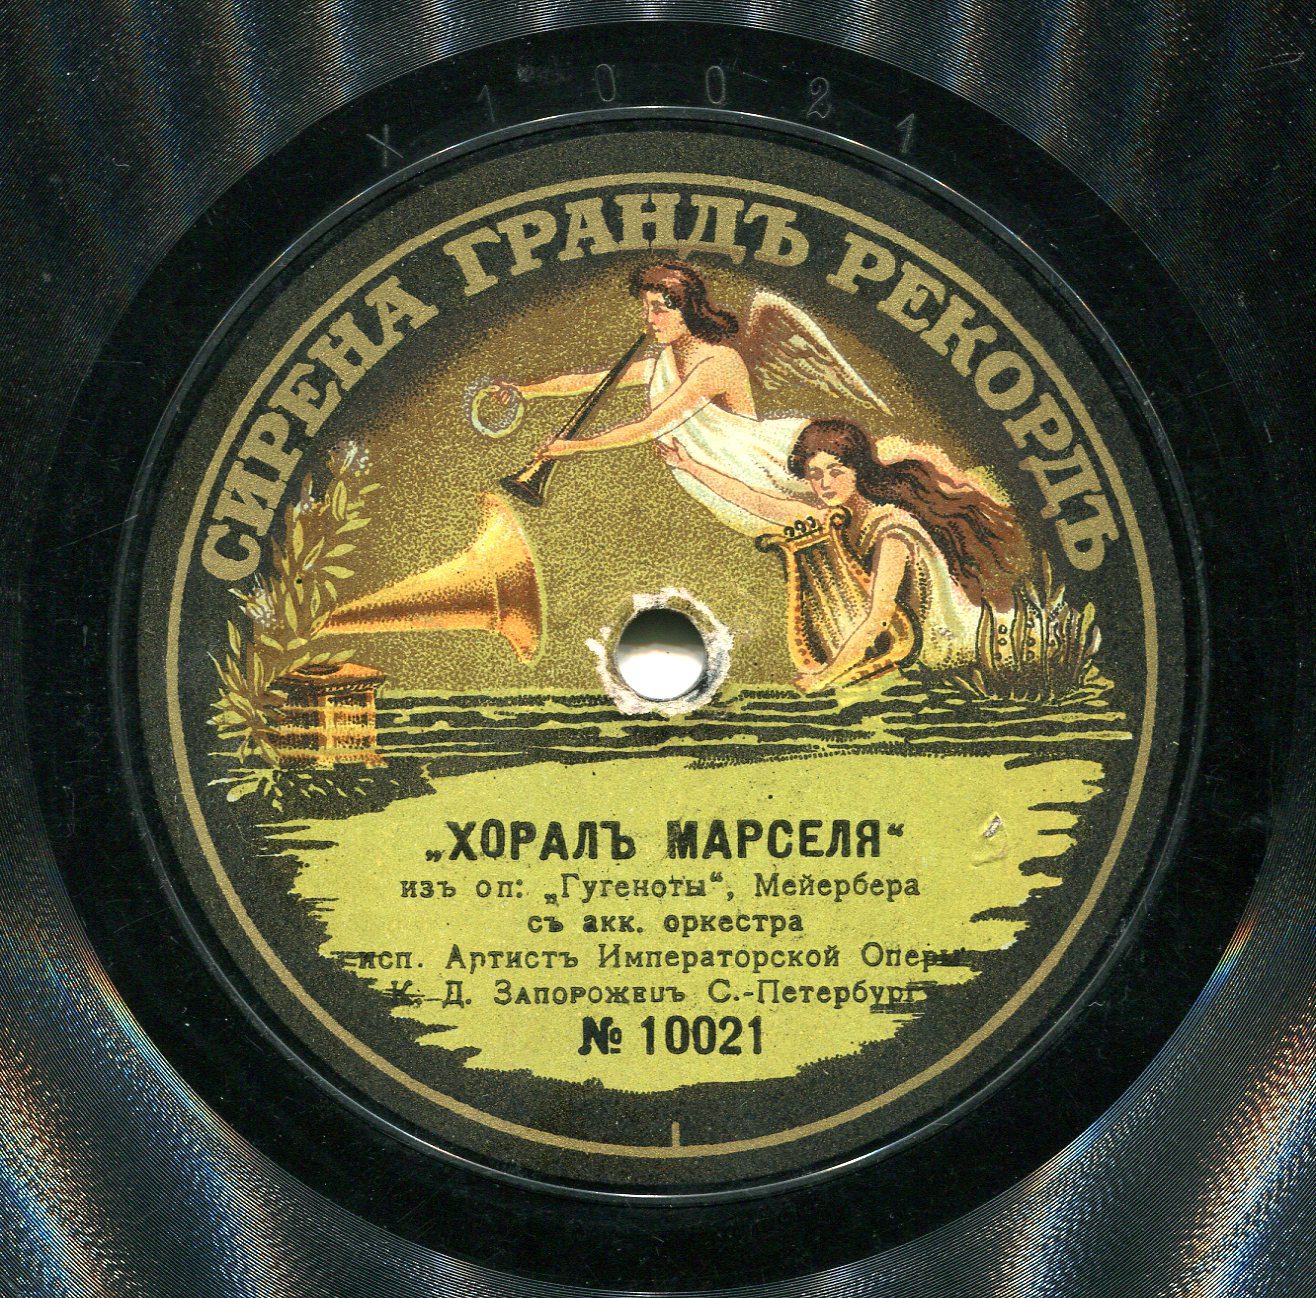 X 10021
СИРЕНА ГРАНДЪ РЕКОРДЪ
„ХОРАЛЪ МАРСЕЛЯ“
изъ оп: „Гугеноты“, Мейербера
съ акк. оркестра
исп. Артистъ Императорской Оперы
К. Д. ЗАПОРОЖЕЦЪ С.-Петербургъ
№ 10021